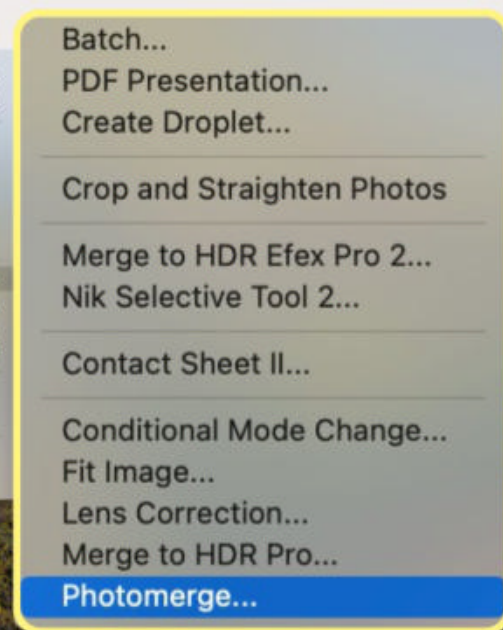 Batch...
PDF Presentation...
Create Droplet...
Crop and Straighten Photos
Merge to HDR Efex Pro 2...
Nik Selective Tool 2...
Contact Sheet II...
Conditional Mode Change...
Fit Image...
Lens Correction...
Merge to HDR Pro...
Photomerge...